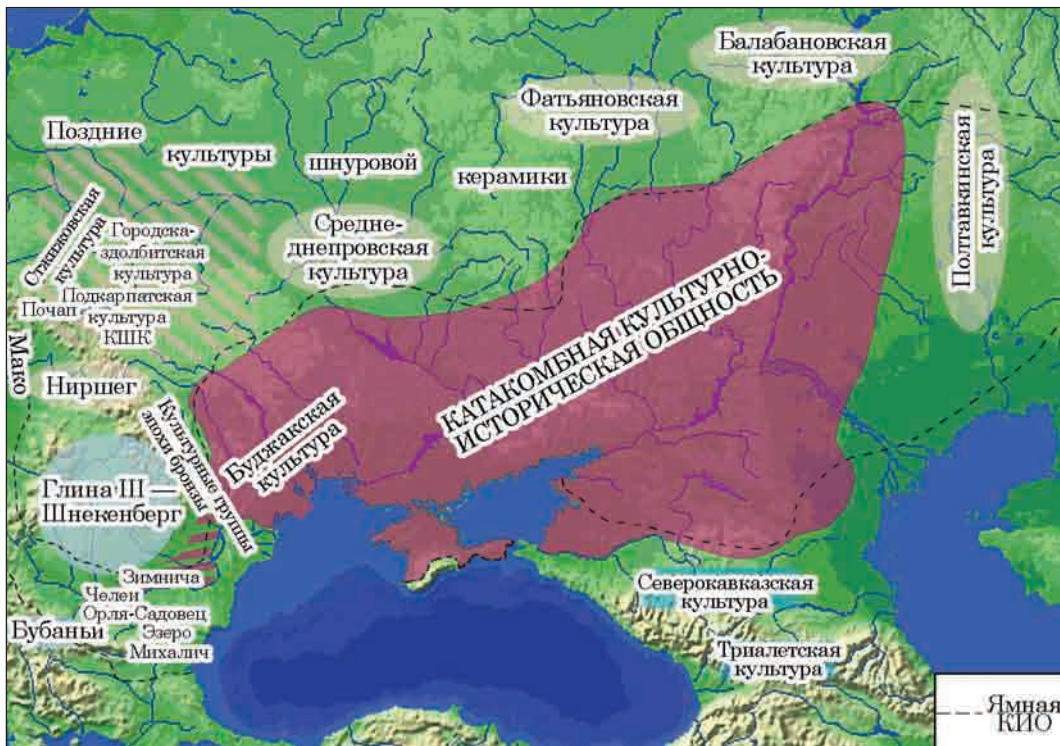 Балабановская
культура
Фатьяновская
культура
Полтавкинская
культура
Поздние
культуры
шнуровой
керамики
Средне-
днепровская
культура
Стжижовская
культура
Городска-
здолбитская
культура
Почап
Подкарпатская
культура
КШК
Мако
Ниршег
КАТАКОМБНАЯ КУЛЬТУРНО-
ИСТОРИЧЕСКАЯ ОБЩНОСТЬ
Культурные группы
эпохи бронзы
Буджакская
культура
Глина III —
Шнекенберг
Зимнича
Челеи
Орля-Садовец
Бубаньи
Эзеро
Михалич
Северокавказская
культура
Триалетская
культура
Ямная
КИО